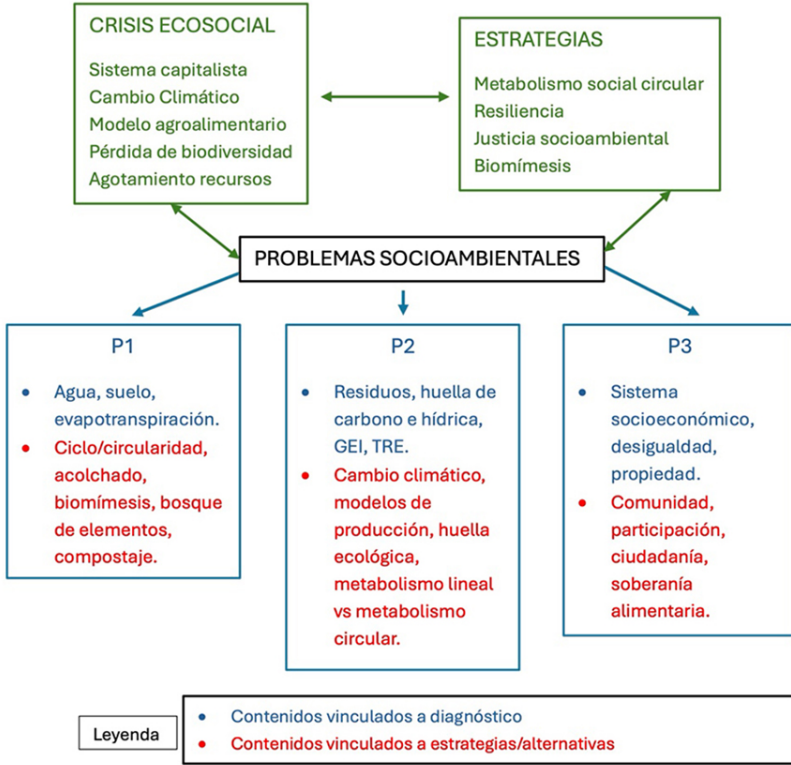 CRISIS ECOSOCIAL
Sistema capitalista
Cambio Climático
Modelo agroalimentario
Pérdida de biodiversidad
Agotamiento recursos
ESTRATEGIAS
Metabolismo social circular
Resiliencia
Justicia socioambiental
Biomímesis
PROBLEMAS SOCIOAMBIENTALES
P1
• Agua, suelo,
evapotranspiración.
• Ciclo/circularidad,
acolchado,
biomímesis, bosque
de elementos,
compostaje.
P2
• Residuos, huella de
carbono e hídrica,
GEI, TRE.
• Cambio climático,
modelos de
producción, huella
ecológica,
metabolismo lineal
vs metabolismo
circular.
P3
• Sistema
socioeconómico,
desigualdad,
propiedad.
• Comunidad,
participación,
ciudadanía,
soberanía
alimentaria.
Leyenda
• Contenidos vinculados a diagnóstico
• Contenidos vinculados a estrategias/alternativas